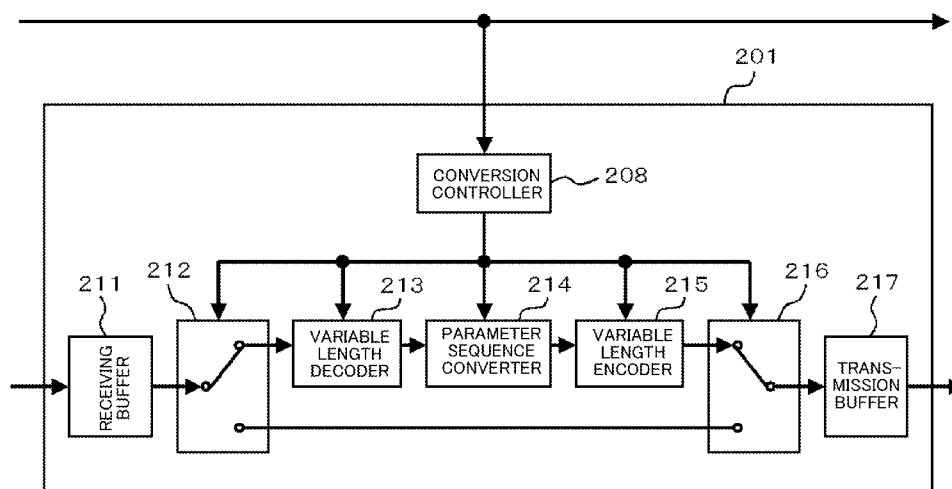 201
CONVERSION
CONTROLLER
208
211
212
213
214
215
216
217
RECEIVING
BUFFER
VARIABLE
LENGTH
DECODER
PARAMETER
SEQUENCE
CONVERTER
VARIABLE
LENGTH
ENCODER
TRANS-
MISSION
BUFFER